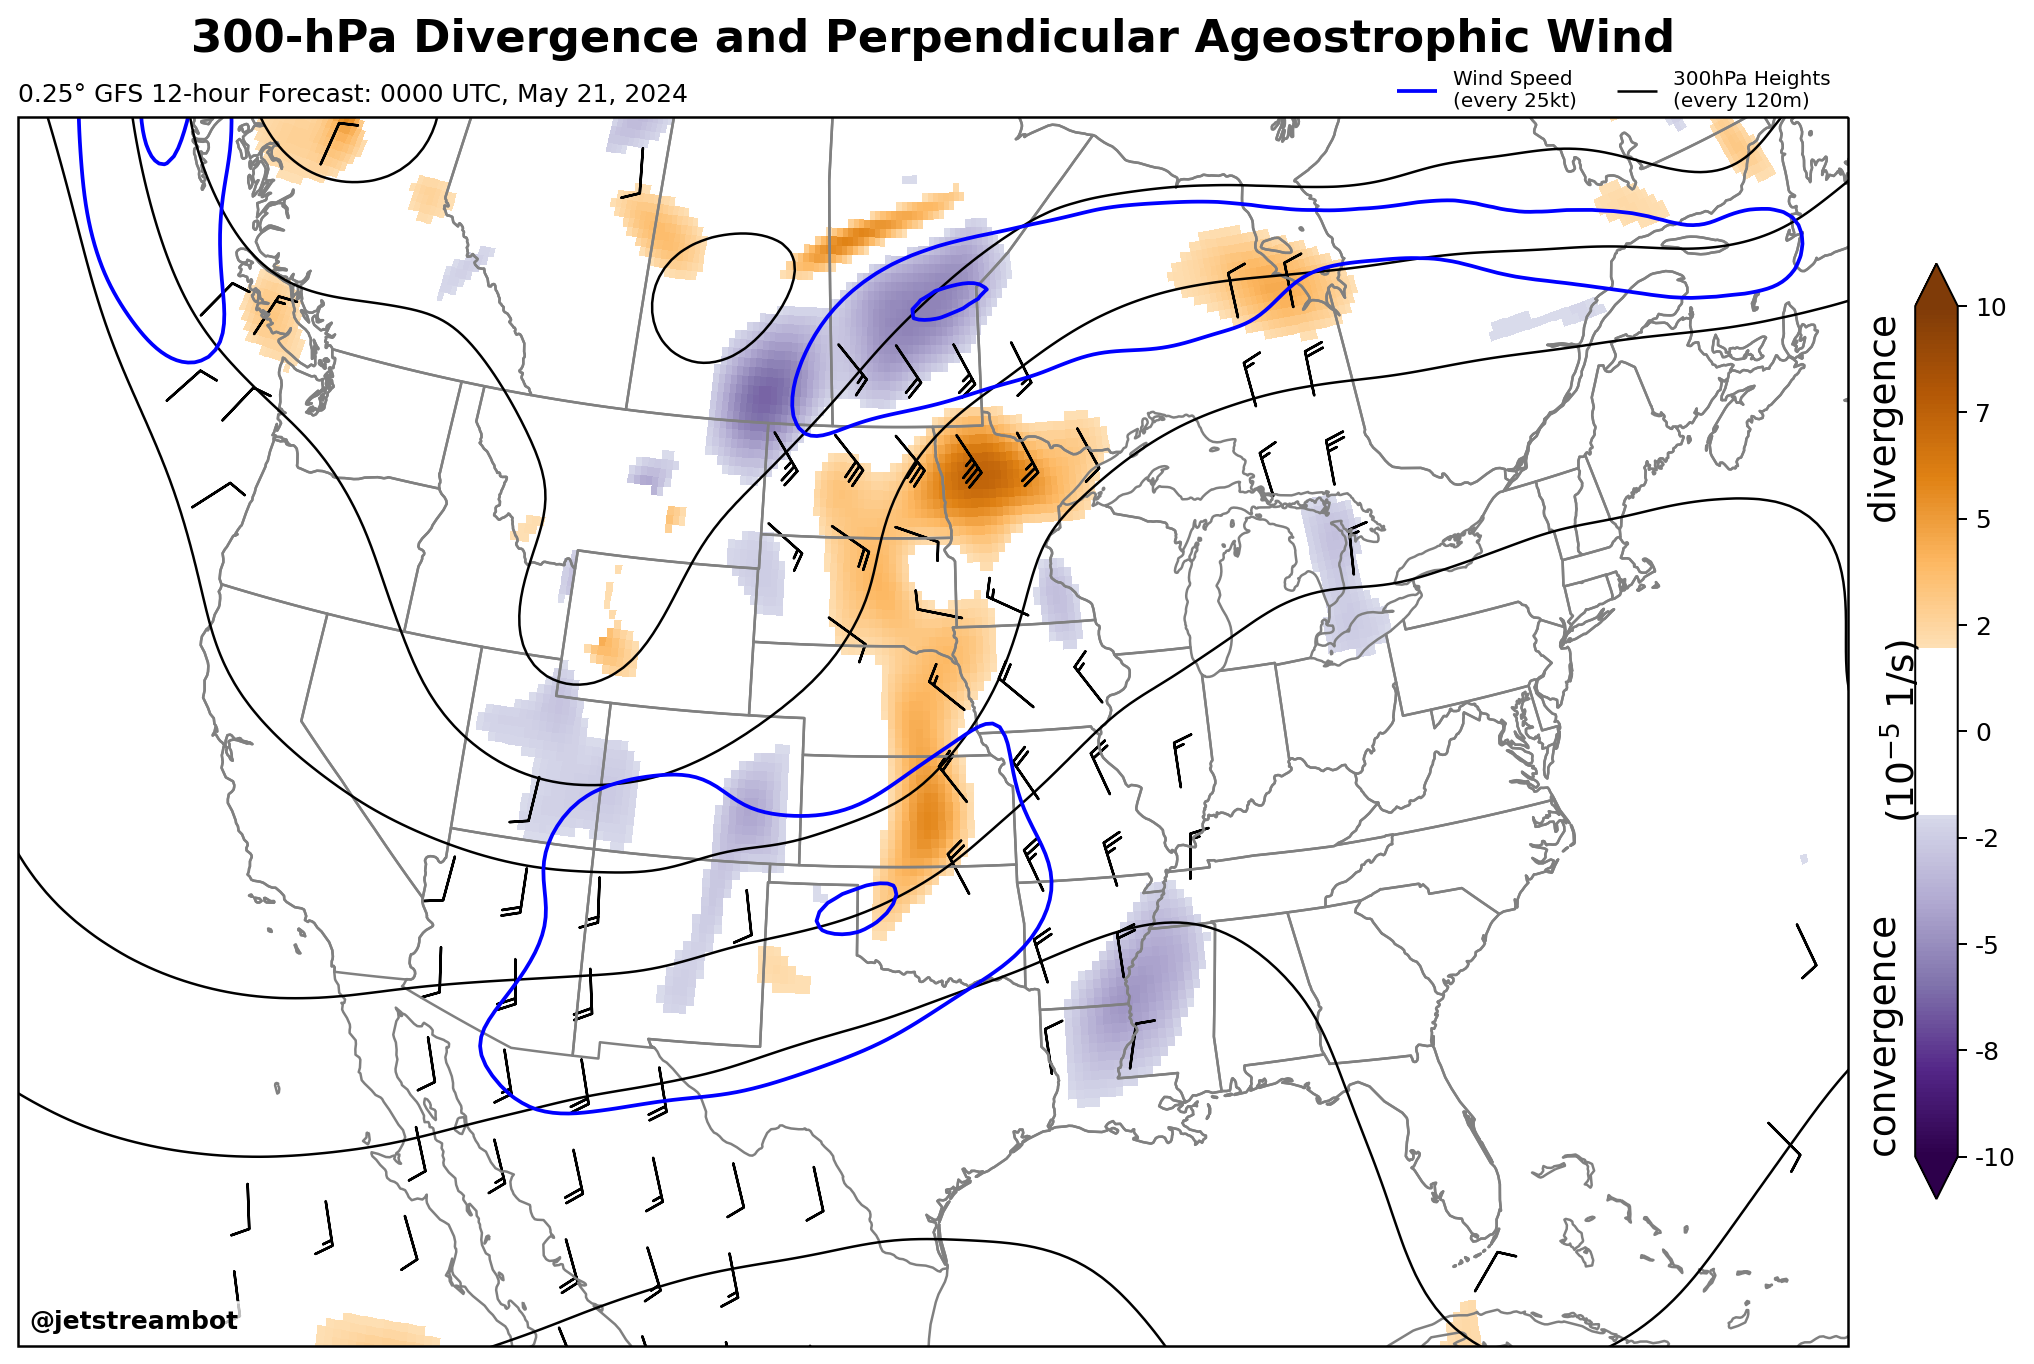 300-hPa Divergence and Perpendicular Ageostrophic Wind
0.25° GFS 12-hour Forecast: 0000 UTC, May 21, 2024
Wind Speed
(every 25kt)
300hPa Heights
(every 120m)
10
7
5
2
0
-2
-5
-8
-10
divergence
(10⁻⁵ 1/s)
convergence
@jetstreambot